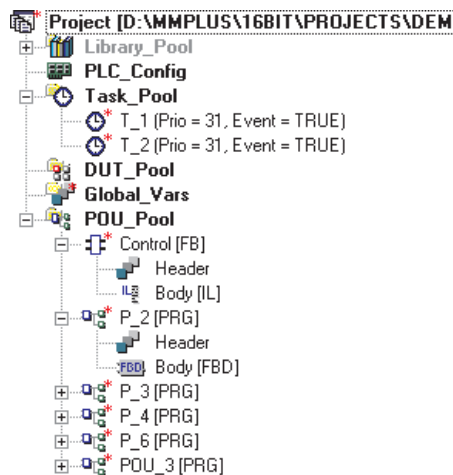 Project [D:\MMPLUS\16BIT\PROJECTS\DEM
Library_Pool
PLC_Config
Task_Pool
T_1 (Prio = 31, Event = TRUE)
T_2 (Prio = 31, Event = TRUE)
DUT_Pool
Global_Vars
POU_Pool
Control [FB]
Header
IL Body [IL]
P_2 [PRG]
Header
FBD Body [FBD]
P_3 [PRG]
P_4 [PRG]
P_6 [PRG]
POU_3 [PRG]